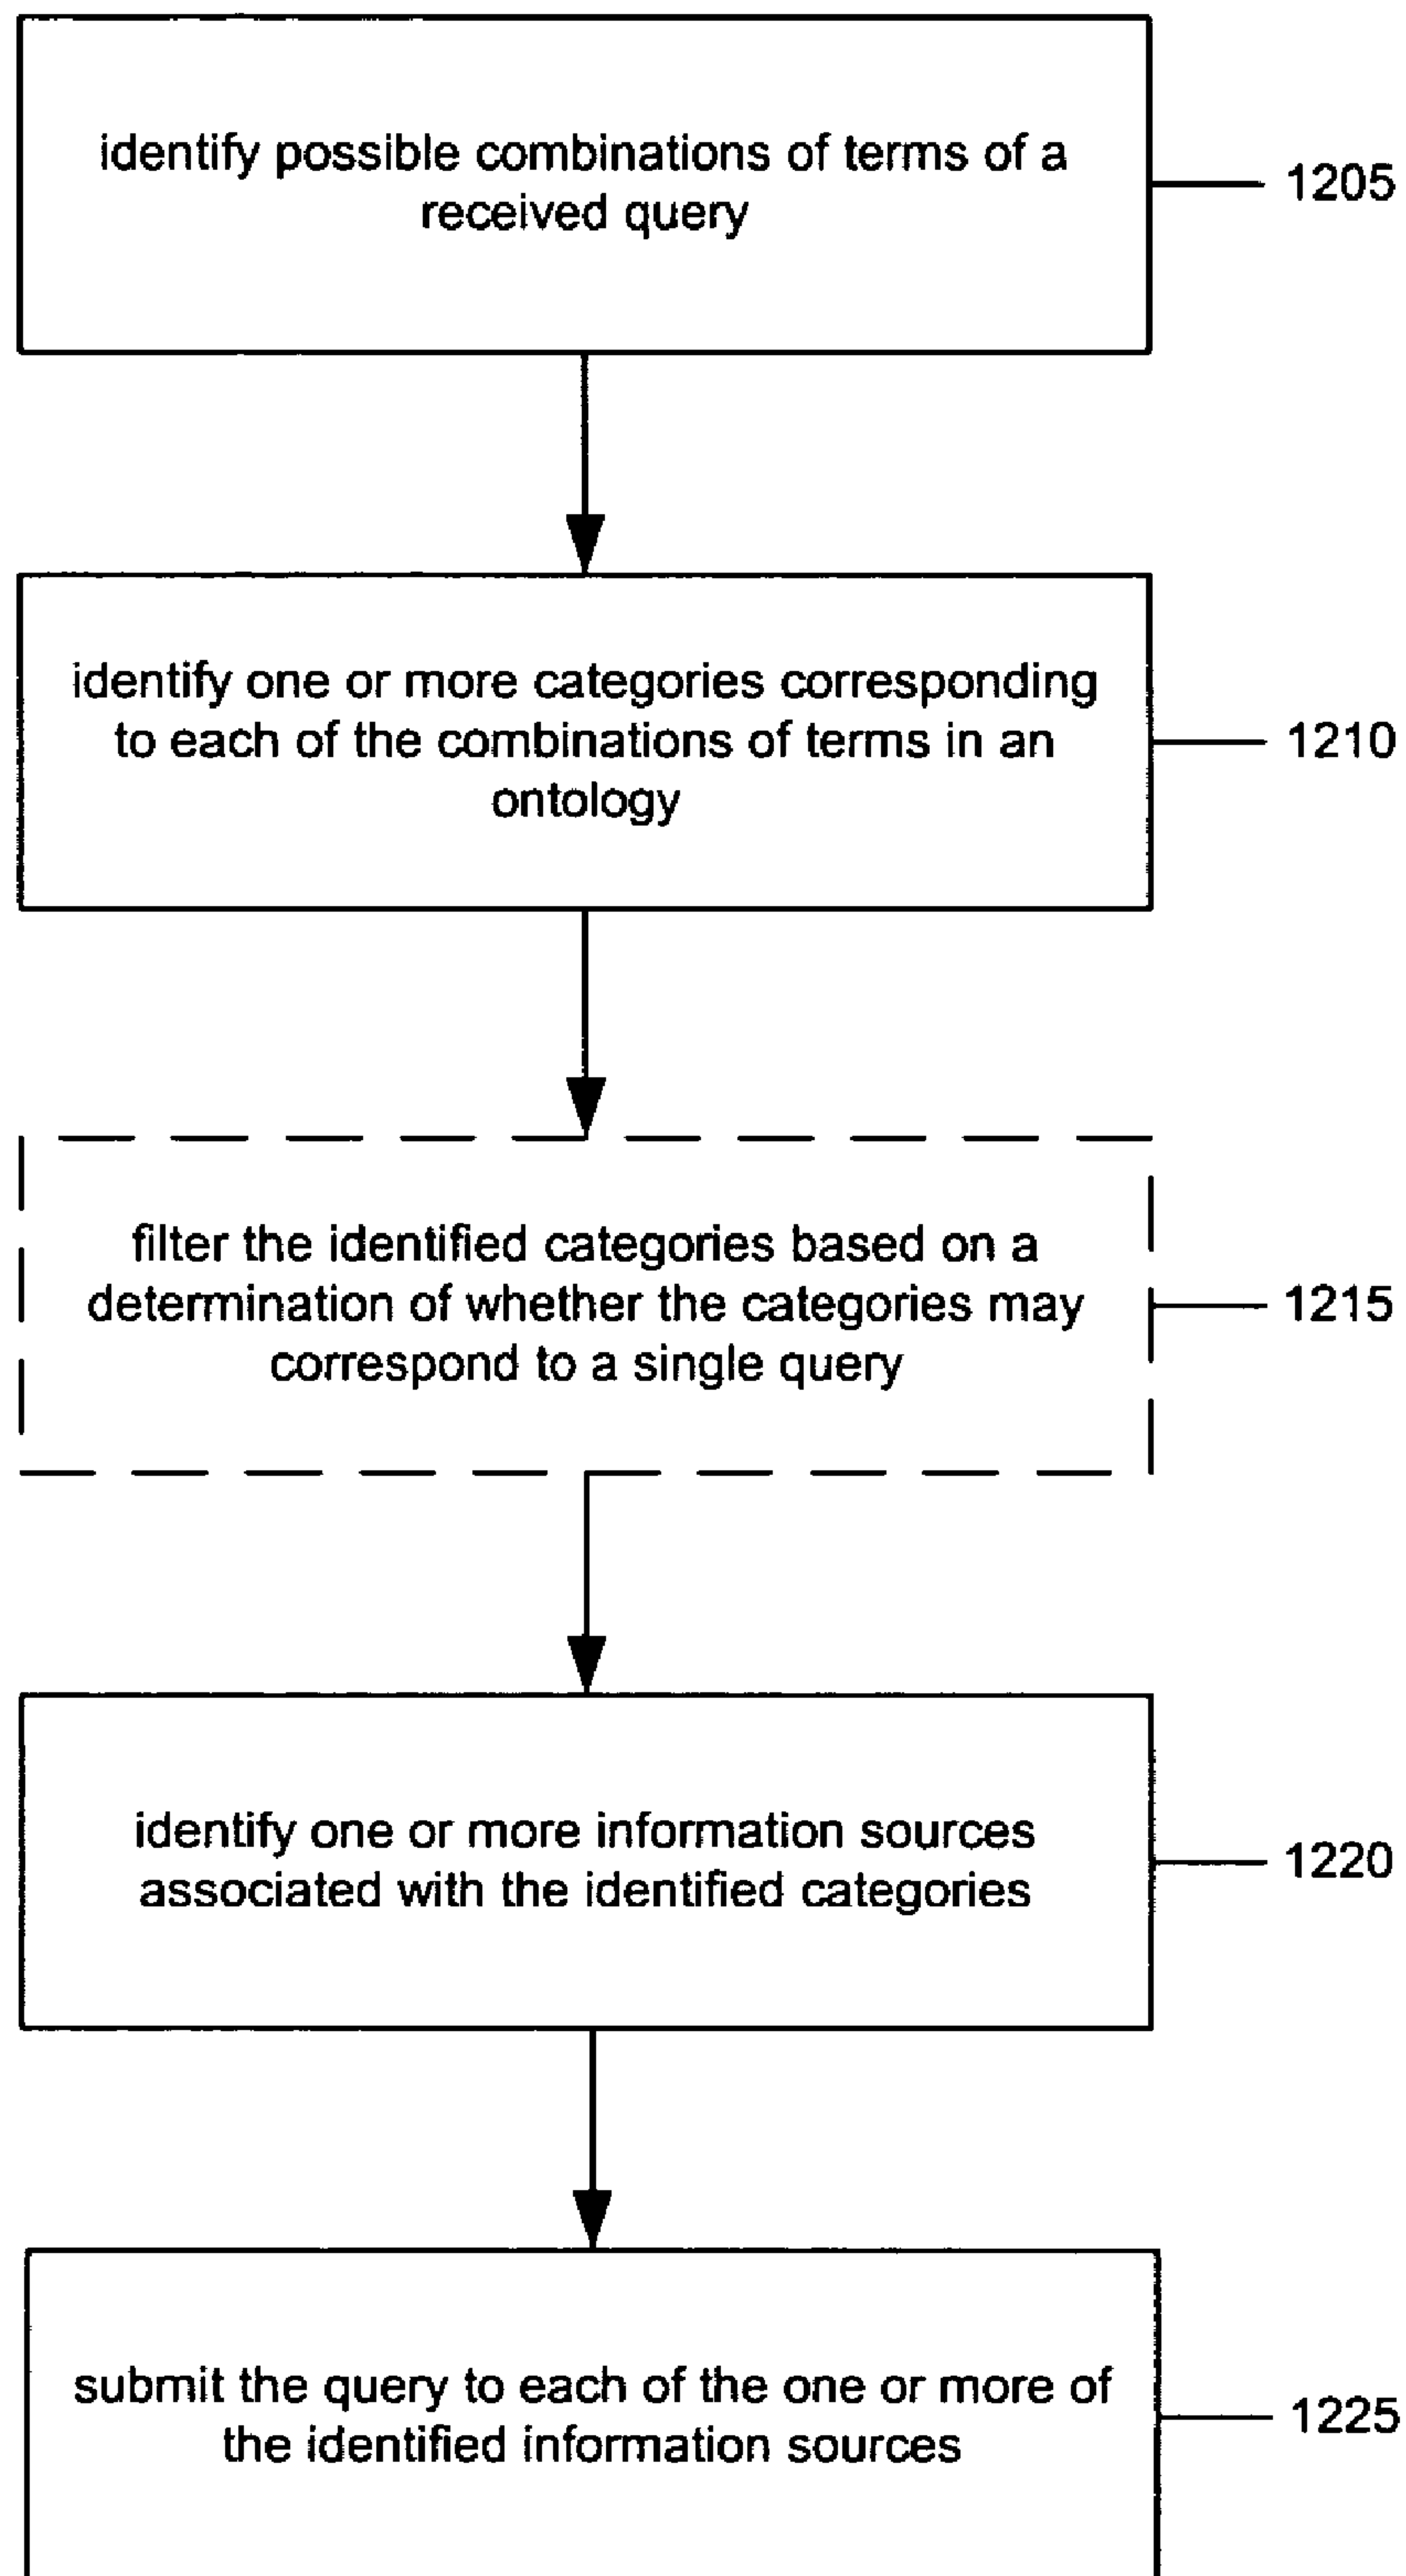 identify possible combinations of terms of a
received query
1205
identify one or more categories corresponding
to each of the combinations of terms in an
ontology
1210
filter the identified categories based on a
determination of whether the categories may
correspond to a single query
1215
identify one or more information sources
associated with the identified categories
1220
submit the query to each of the one or more of
the identified information sources
1225